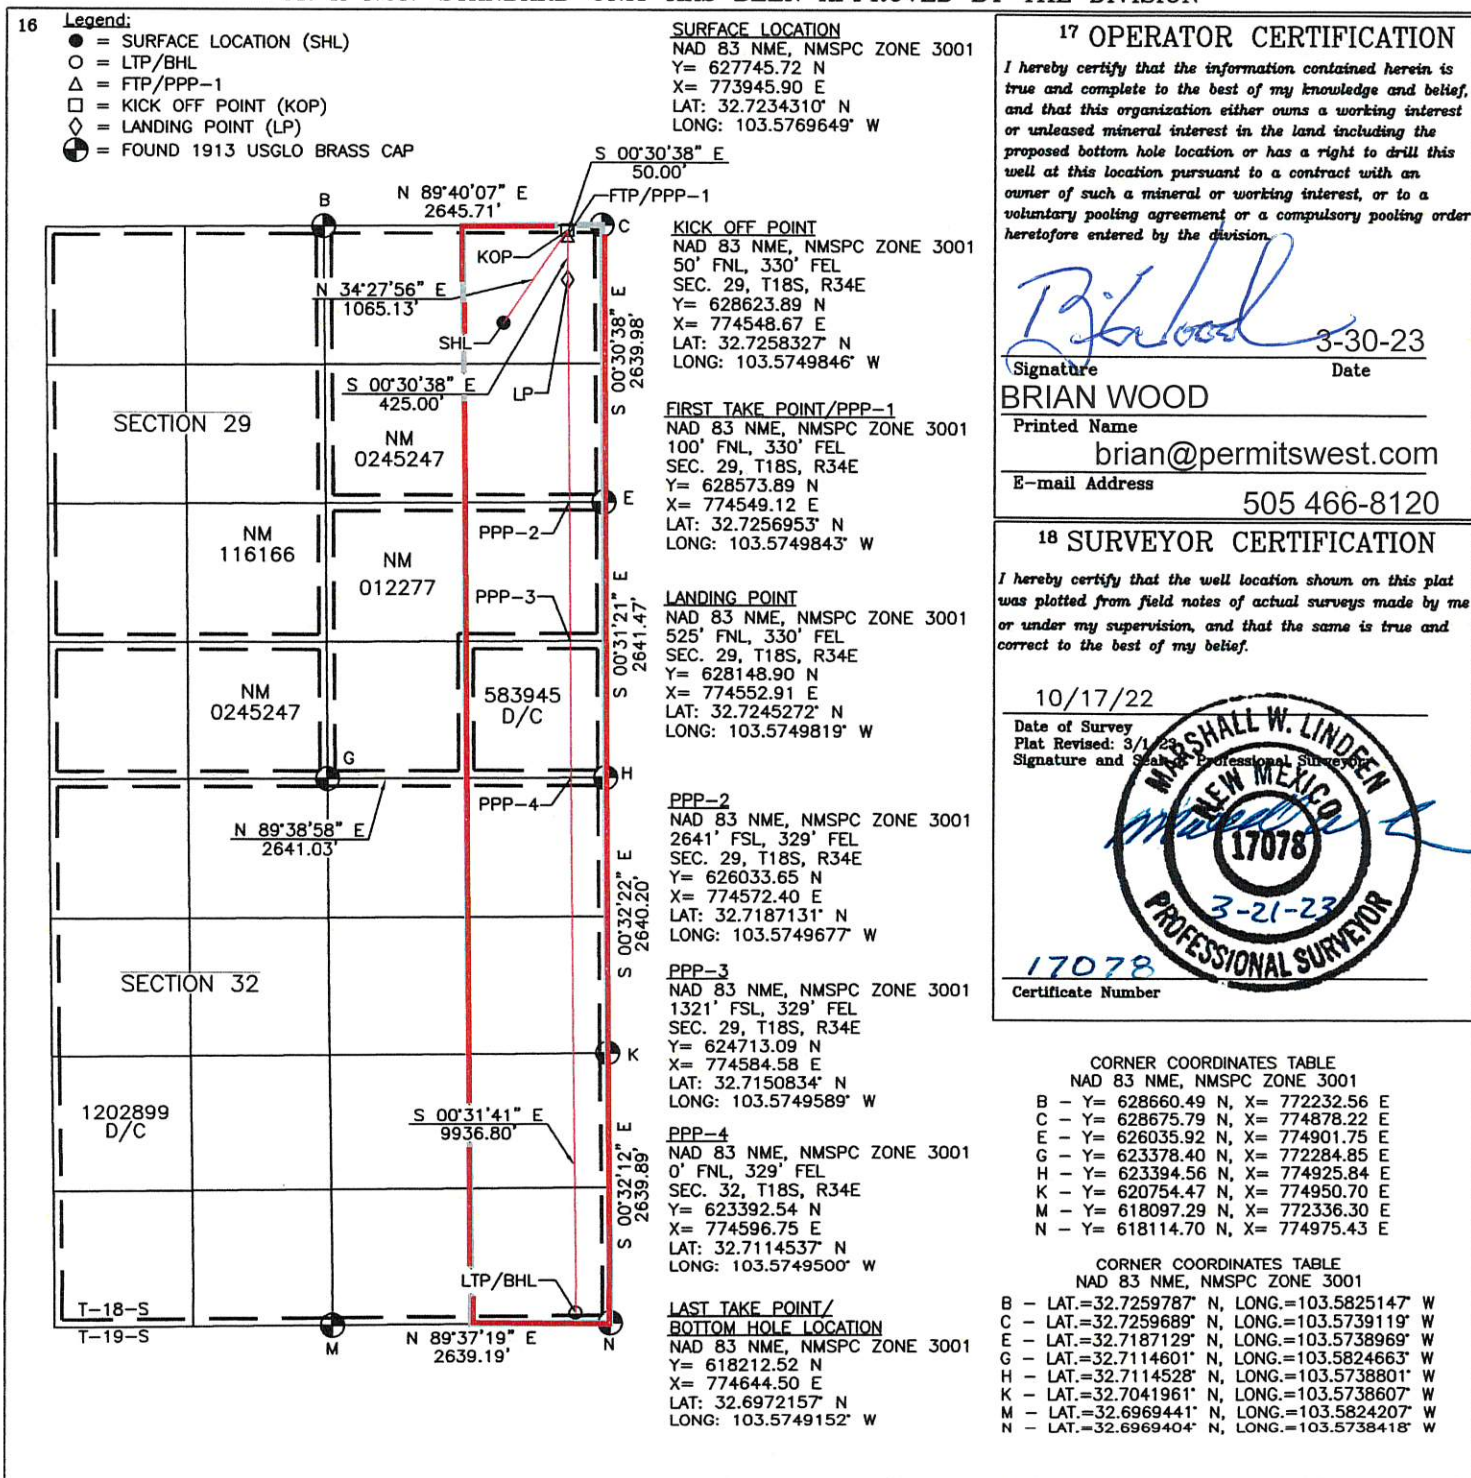 16
Legend:
● = SURFACE LOCATION (SHL)
○ = LTP/BHL
△ = FTP/PPP-1
□ = KICK OFF POINT (KOP)
◇ = LANDING POINT (LP)
= FOUND 1913 USGLO BRASS CAP
B
N 89°40'07" E
2645.71'
S 00°30'38" E
50.00'
FTP/PPP-1
C
KOP
N 34°27'56" E
1065.13'
SHL
S 00°30'38" E
2639.98'
S 00°30'38" E
425.00'
LP
SECTION 29
NM
0245247
E
PPP-2
NM
116166
NM
012277
PPP-3
S 00°31'21" E
2641.47'
NM
0245247
583945
D/C
G
H
PPP-4
N 89°38'58" E
2641.03'
S 00°32'22" E
2640.20'
SECTION 32
K
1202899
D/C
S 00°31'41" E
9936.80'
S 00°32'12" E
2639.89'
LTP/BHL
T-18-S
T-19-S
M
N 89°37'19" E
2639.19'
N
SURFACE LOCATION
NAD 83 NME, NMSPC ZONE 3001
Y= 627745.72 N
X= 773945.90 E
LAT: 32.7234310° N
LONG: 103.5769649° W
KICK OFF POINT
NAD 83 NME, NMSPC ZONE 3001
50' FNL, 330' FEL
SEC. 29, T18S, R34E
Y= 628623.89 N
X= 774548.67 E
LAT: 32.7258327° N
LONG: 103.5749846° W
FIRST TAKE POINT/PPP-1
NAD 83 NME, NMSPC ZONE 3001
100' FNL, 330' FEL
SEC. 29, T18S, R34E
Y= 628573.89 N
X= 774549.12 E
LAT: 32.7256953° N
LONG: 103.5749843° W
LANDING POINT
NAD 83 NME, NMSPC ZONE 3001
525' FNL, 330' FEL
SEC. 29, T18S, R34E
Y= 628148.90 N
X= 774552.91 E
LAT: 32.7245272° N
LONG: 103.5749819° W
PPP-2
NAD 83 NME, NMSPC ZONE 3001
2641' FSL, 329' FEL
SEC. 29, T18S, R34E
Y= 626033.65 N
X= 774572.40 E
LAT: 32.7187131° N
LONG: 103.5749677° W
PPP-3
NAD 83 NME, NMSPC ZONE 3001
1321' FSL, 329' FEL
SEC. 29, T18S, R34E
Y= 624713.09 N
X= 774584.58 E
LAT: 32.7150834° N
LONG: 103.5749589° W
PPP-4
NAD 83 NME, NMSPC ZONE 3001
0' FNL, 329' FEL
SEC. 32, T18S, R34E
Y= 623392.54 N
X= 774596.75 E
LAT: 32.7114537° N
LONG: 103.5749500° W
LAST TAKE POINT/
BOTTOM HOLE LOCATION
NAD 83 NME, NMSPC ZONE 3001
Y= 618212.52 N
X= 774644.50 E
LAT: 32.6972157° N
LONG: 103.5749152° W
17 OPERATOR CERTIFICATION
I hereby certify that the information contained herein is
true and complete to the best of my knowledge and belief,
and that this organization either owns a working interest
or unleased mineral interest in the land including the
proposed bottom hole location or has a right to drill this
well at this location pursuant to a contract with an
owner of such a mineral or working interest, or to a
voluntary pooling agreement or a compulsory pooling order
heretofore entered by the division.
3-30-23
Signature Date
BRIAN WOOD
Printed Name
brian@permitswest.com
E-mail Address
505 466-8120
18 SURVEYOR CERTIFICATION
I hereby certify that the well location shown on this plat
was plotted from field notes of actual surveys made by me
or under my supervision, and that the same is true and
correct to the best of my belief.
10/17/22
Date of Survey
Plat Revised: 3/1/23
Signature and Seal of Professional Surveyor:
MARSHALL W. LINDEEN
NEW MEXICO
17078
3-21-23
PROFESSIONAL SURVEYOR
17078
Certificate Number
CORNER COORDINATES TABLE
NAD 83 NME, NMSPC ZONE 3001
B - Y= 628660.49 N, X= 772232.56 E
C - Y= 628675.79 N, X= 774878.22 E
E - Y= 626035.92 N, X= 774901.75 E
G - Y= 623378.40 N, X= 772284.85 E
H - Y= 623394.56 N, X= 774925.84 E
K - Y= 620754.47 N, X= 774950.70 E
M - Y= 618097.29 N, X= 772336.30 E
N - Y= 618114.70 N, X= 774975.43 E
CORNER COORDINATES TABLE
NAD 83 NME, NMSPC ZONE 3001
B - LAT.=32.7259787° N, LONG.=103.5825147° W
C - LAT.=32.7259689° N, LONG.=103.5739119° W
E - LAT.=32.7187129° N, LONG.=103.5738969° W
G - LAT.=32.7114601° N, LONG.=103.5824663° W
H - LAT.=32.7114528° N, LONG.=103.5738801° W
K - LAT.=32.7041961° N, LONG.=103.5738607° W
M - LAT.=32.6969441° N, LONG.=103.5824207° W
N - LAT.=32.6969404° N, LONG.=103.5738418° W